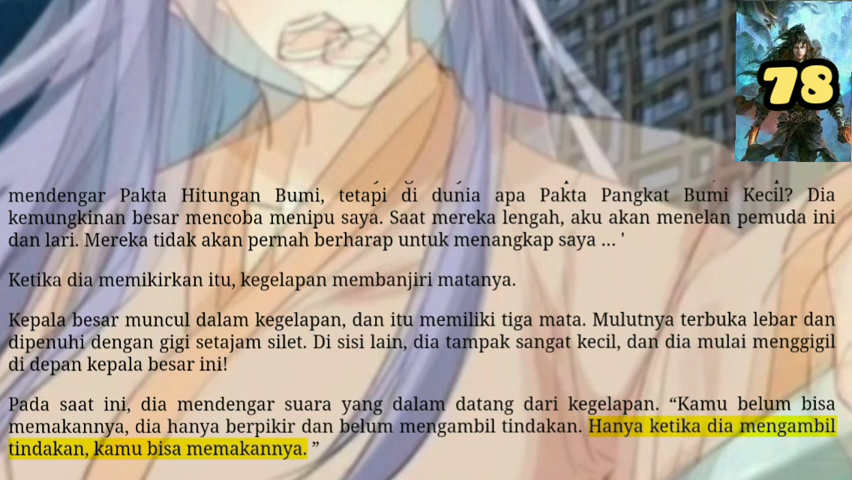 78
mendengar Pakta Hitungan Bumi, tetapi di dunia apa Pakta Pangkat Bumi Kecil? Dia
kemungkinan besar mencoba menipu saya. Saat mereka lengah, aku akan menelan pemuda ini
dan lari. Mereka tidak akan pernah berharap untuk menangkap saya ... '
Ketika dia memikirkan itu, kegelapan membanjiri matanya.
Kepala besar muncul dalam kegelapan, dan itu memiliki tiga mata. Mulutnya terbuka lebar dan
dipenuhi dengan gigi setajam silet. Di sisi lain, dia tampak sangat kecil, dan dia mulai menggigil
di depan kepala besar ini!
Pada saat ini, dia mendengar suara yang dalam datang dari kegelapan. “Kamu belum bisa
memakannya, dia hanya berpikir dan belum mengambil tindakan. Hanya ketika dia mengambil
tindakan, kamu bisa memakannya. ”